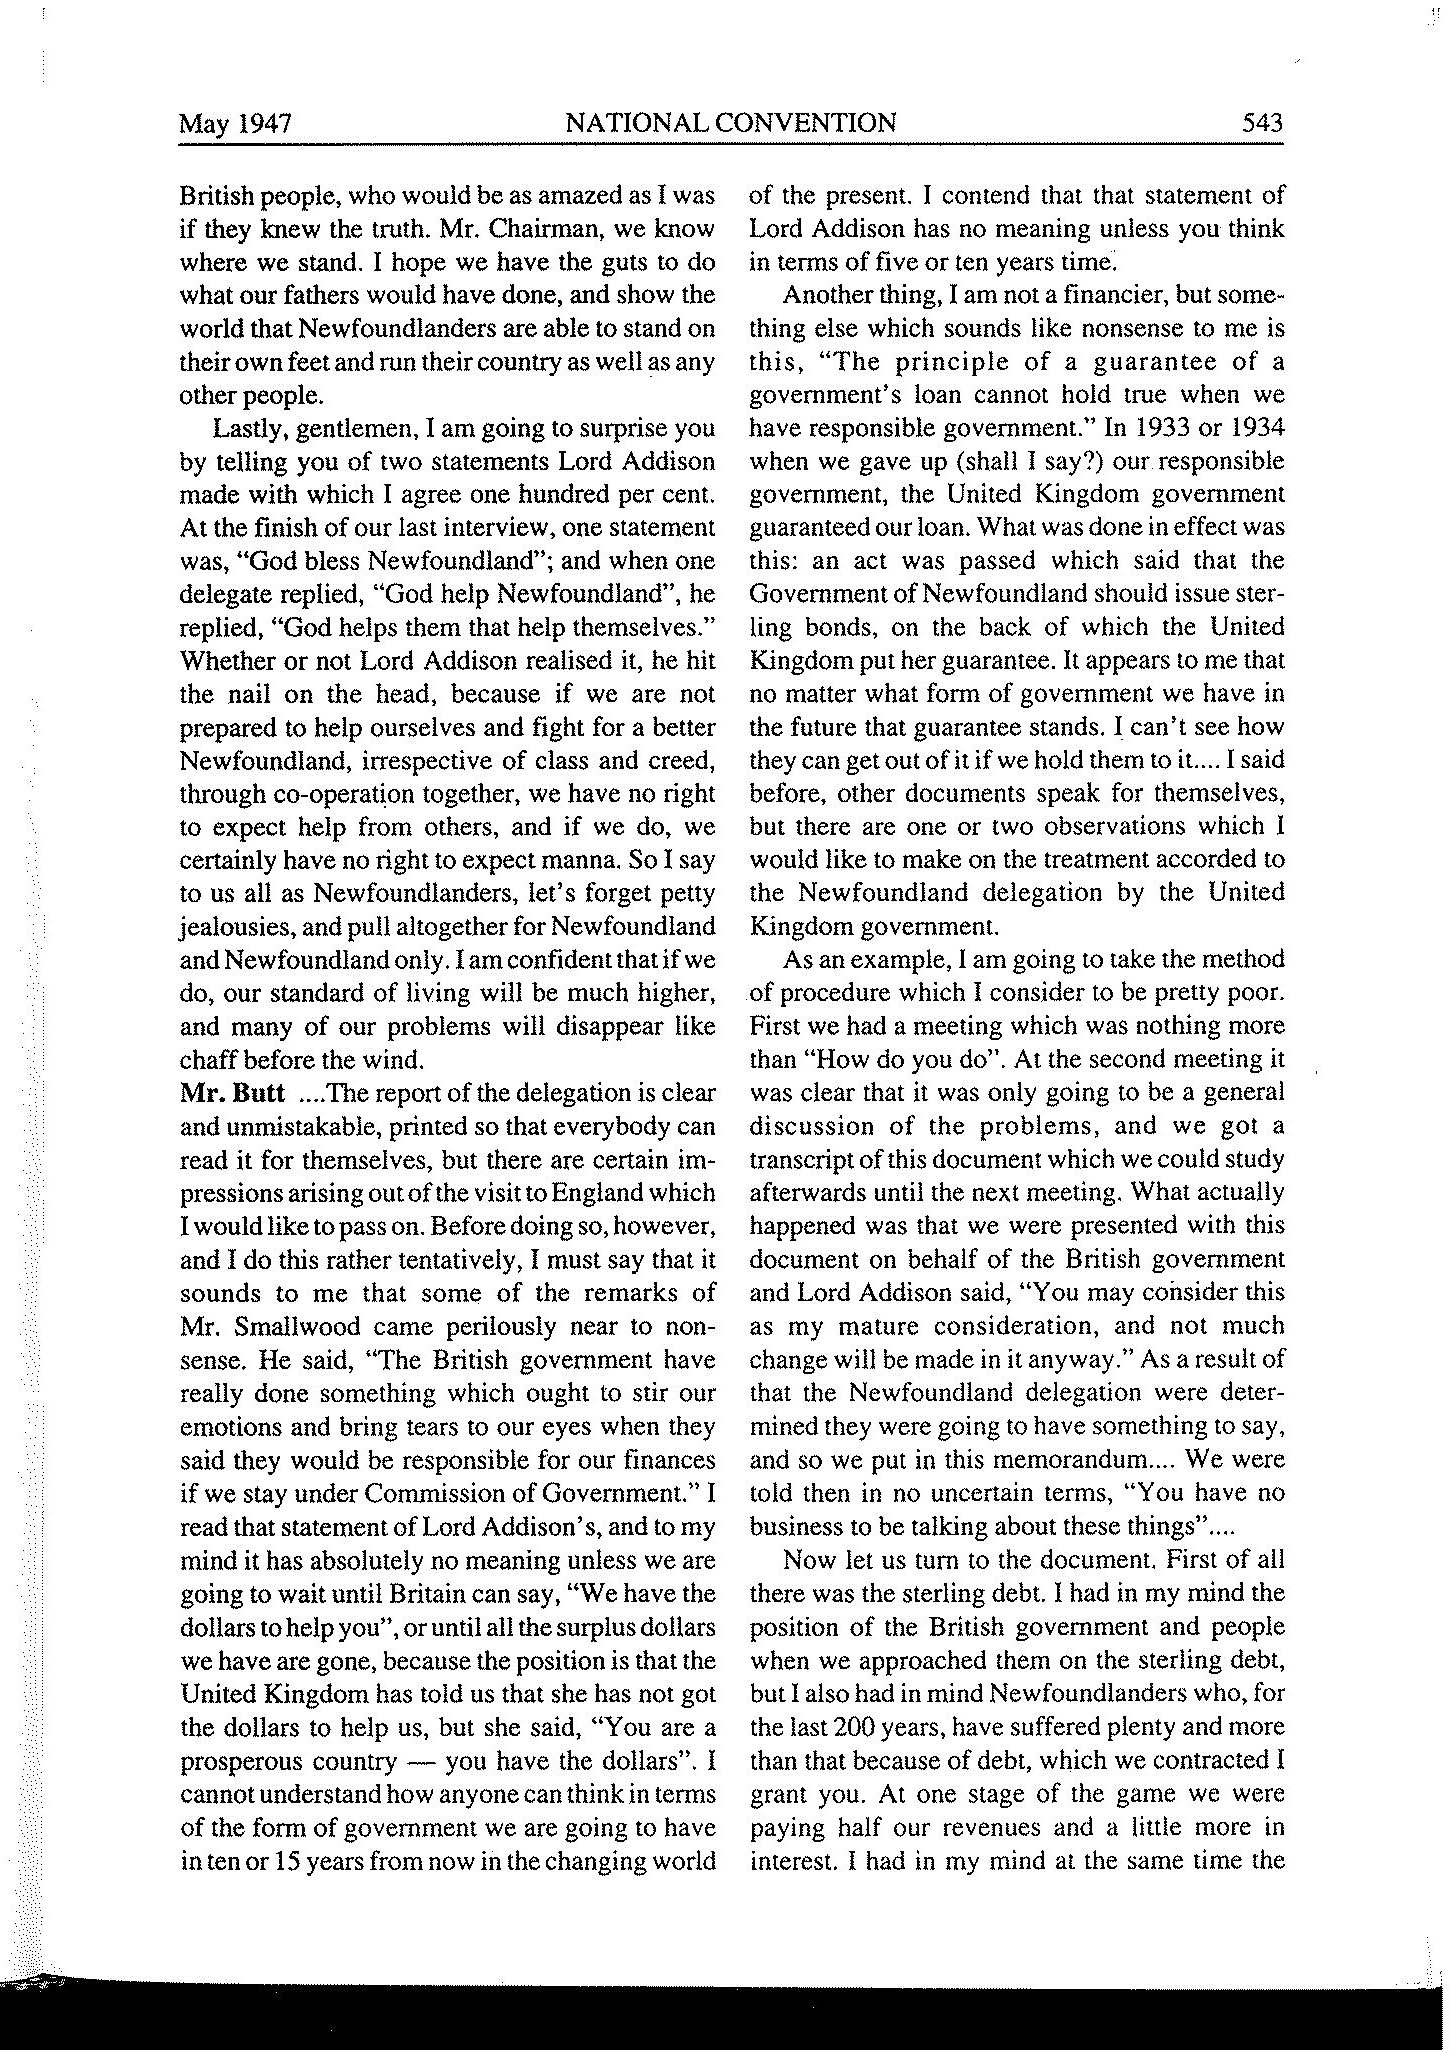 May 1947 NATIONAL CONVENTION 543
British people, who would be as amazed as I was
if they knew the truth. Mr. Chairman, we know
where we stand. I hope we have the guts to do
what our fathers would have done, and show the
world that Newfoundlanders are able to stand on
their own feet and run their country as well as any
other people.
Lastly, gentlemen, I am going to surprise you
by telling you of two statements Lord Addison
made with which I agree one hundred per cent.
At the finish of our last interview, one statement
was, “God bless Newfoundland”; and when one
delegate replied, “God help Newfoundland”, he
replied, “God helps them that help themselves.”
Whether or not Lord Addison realised it, he hit
the nail on the head, because if we are not
prepared to help ourselves and fight for a better
Newfoundland, irrespective of class and creed,
through co-operation together, we have no right
to expect help from others, and if we do, we
certainly have no right to expect manna. So I say
to us all as Newfoundlanders, let's forget petty
jealousies, and pull altogether for Newfoundland
and Newfoundland only. I am confident that if we
do, our standard of living will be much higher,
and many of our problems will disappear like
chaff before the wind.
Mr. Butt ....The report of the delegation is clear
and unmistakable, printed so that everybody can
read it for themselves, but there are certain im-
pressions arising out of the visit to England which
I would like to pass on. Before doing so, however,
and I do this rather tentatively, I must say that it
sounds to me that some of the remarks of
Mr. Smallwood came perilously near to non-
sense. He said, “The British government have
really done something which ought to stir our
emotions and bring tears to our eyes when they
said they would be responsible for our finances
if we stay under Commission of Government.” I
read that statement of Lord Addison's, and to my
mind it has absolutely no meaning unless we are
going to wait until Britain can say, “We have the
dollars to help you”, or until all the surplus dollars
we have are gone, because the position is that the
United Kingdom has told us that she has not got
the dollars to help us, but she said, “You are a
prosperous country — you have the dollars”. I
cannot understand how anyone can think in terms
of the form of government we are going to have
in ten or 15 years from now in the changing world
of the present. I contend that that statement of
Lord Addison has no meaning unless you think
in terms of five or ten years time.
Another thing, I am not a financier, but some-
thing else which sounds like nonsense to me is
this, “The principle of a guarantee of a
government's loan cannot hold true when we
have responsible government.” In 1933 or 1934
when we gave up (shall I say?) our responsible
government, the United Kingdom government
guaranteed our loan. What was done in effect was
this: an act was passed which said that the
Government of Newfoundland should issue ster-
ling bonds, on the back of which the United
Kingdom put her guarantee. It appears to me that
no matter what form of government we have in
the future that guarantee stands. I can't see how
they can get out of it if we hold them to it.... I said
before, other documents speak for themselves,
but there are one or two observations which I
would like to make on the treatment accorded to
the Newfoundland delegation by the United
Kingdom government.
As an example, I am going to take the method
of procedure which I consider to be pretty poor.
First we had a meeting which was nothing more
than “How do you do”. At the second meeting it
was clear that it was only going to be a general
discussion of the problems, and we got a
transcript of this document which we could study
afterwards until the next meeting. What actually
happened was that we were presented with this
document on behalf of the British government
and Lord Addison said, “You may consider this
as my mature consideration, and not much
change will be made in it anyway.” As a result of
that the Newfoundland delegation were deter-
mined they were going to have something to say,
and so we put in this memorandum.... We were
told then in no uncertain terms, “You have no
business to be talking about these things”....
Now let us turn to the document. First of all
there was the sterling debt. I had in my mind the
position of the British government and people
when we approached them on the sterling debt,
but I also had in mind Newfoundlanders who, for
the last 200 years, have suffered plenty and more
than that because of debt, which we contracted I
grant you. At one stage of the game we were
paying half our revenues and a little more in
interest. I had in my mind at the same time the